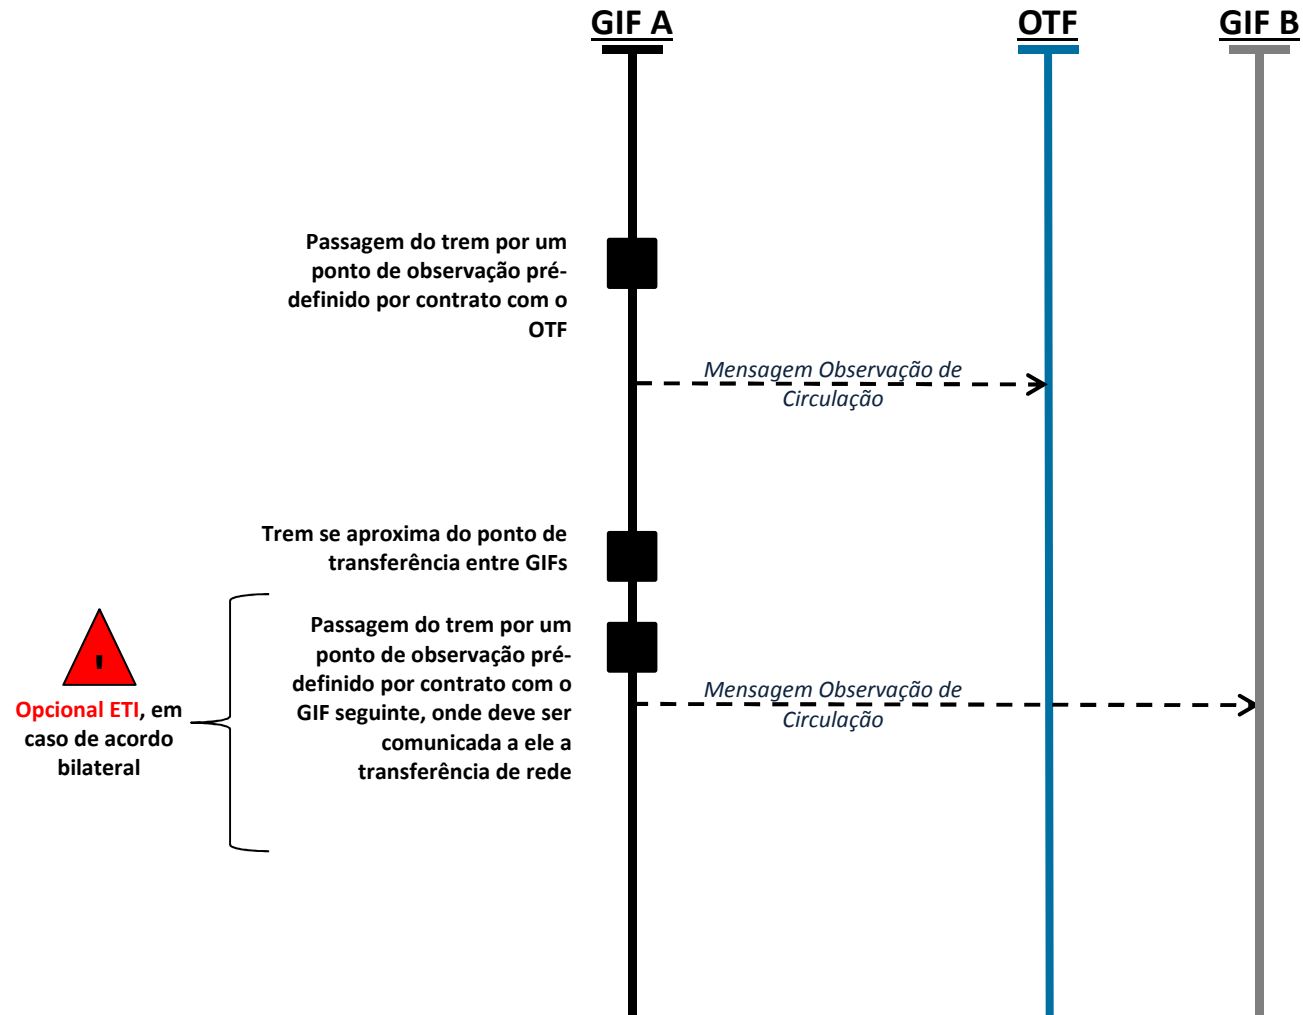 GIF A
OTF
GIF B
Passagem do trem por um
ponto de observação pré-
definido por contrato com o
OTF
Mensagem Observação de
Circulação
Trem se aproxima do ponto de
transferência entre GIFs
!
Opcional ETI, em
caso de acordo
bilateral
Passagem do trem por um
ponto de observação pré-
definido por contrato com o
GIF seguinte, onde deve ser
comunicada a ele a
transferência de rede
Mensagem Observação de
Circulação